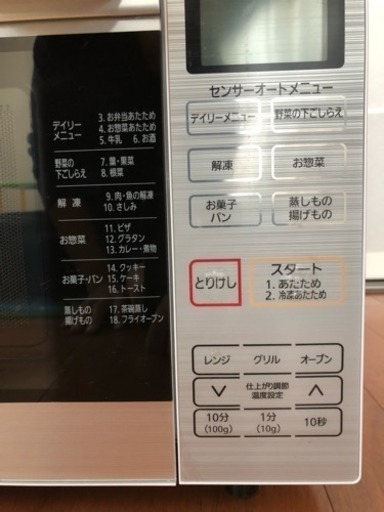 デイリーメニュー
3. お弁当あたため
4. お惣菜あたため
5. 牛乳 6. お酒
野菜の下ごしらえ
7. 葉・果菜
8. 根菜
解凍
9. 肉・魚の解凍
10. さしみ
お惣菜
11. ピザ
12. グラタン
13. カレー・煮物
お菓子・パン
14. クッキー
15. ケーキ
16. トースト
蒸しもの
揚げもの
17. 茶碗蒸し
18. フライオーブン
センサーオートメニュー
デイリーメニュー
野菜の下ごしらえ
解凍
お惣菜
お菓子
パン
蒸しもの
揚げもの
とりけし
スタート
1. あたため
2. 冷凍あたため
レンジ
グリル
オーブン
仕上がり調節
温度設定
10分
(100g)
1分
(10g)
10秒